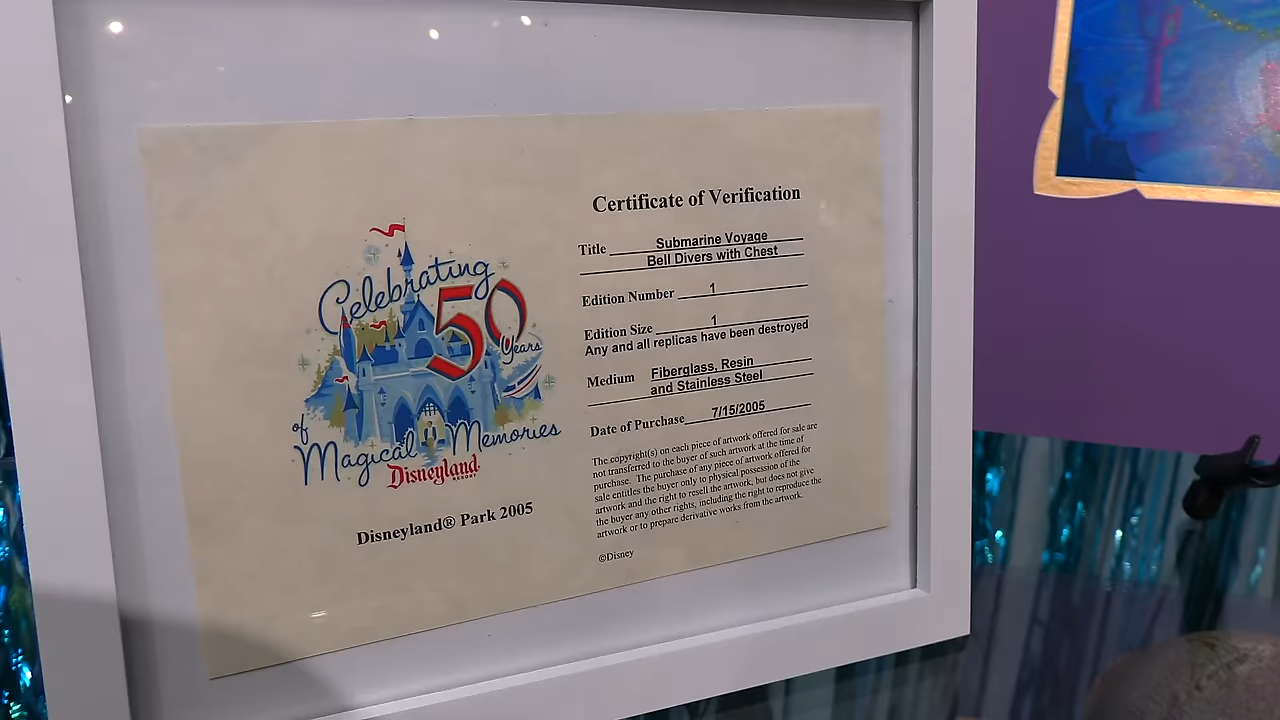 Celebrating
50
Years
of
Magical Memories
Disneyland
RESORT
Disneyland® Park 2005
Certificate of Verification
Title Submarine Voyage
Bell Divers with Chest
Edition Number 1
Edition Size 1
Any and all replicas have been destroyed
Medium Fiberglass, Resin
and Stainless Steel
Date of Purchase 7/15/2005
The copyright(s) on each piece of artwork offered for sale are
not transferred to the buyer of such artwork at the time of
purchase. The purchase of any piece of artwork offered for
sale entitles the buyer only to physical possession of the
artwork and the right to resell the artwork, but does not give
the buyer any other rights, including the right to reproduce the
artwork or to prepare derivative works from the artwork.
©Disney